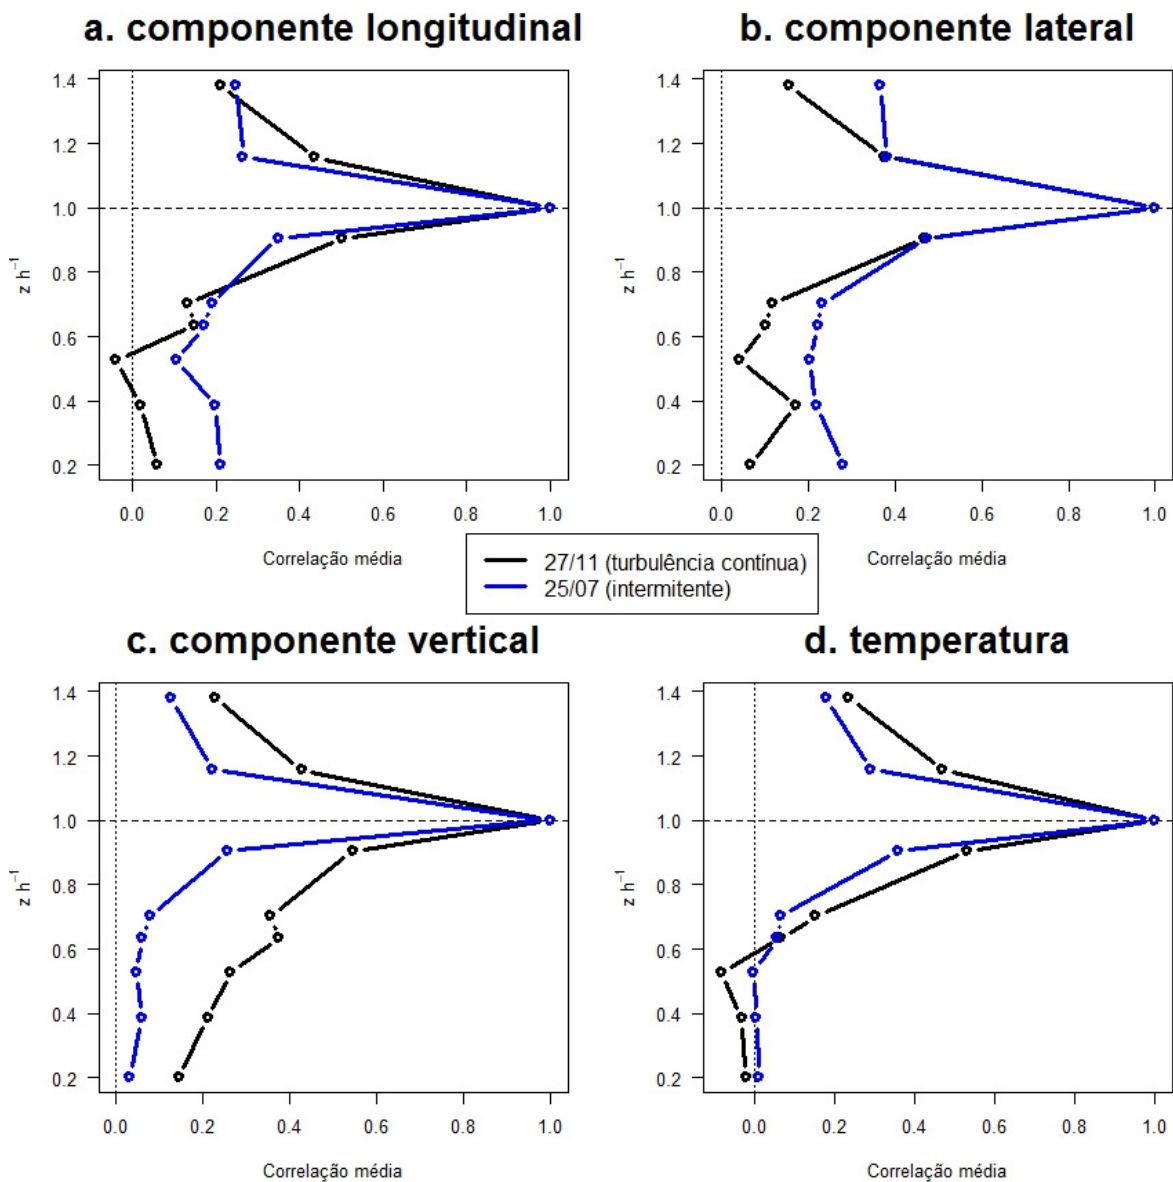 a. componente longitudinal
b. componente lateral
1.4
1.2
1.0
0.8
0.6
0.4
0.2
z h⁻¹
0.0 0.2 0.4 0.6 0.8 1.0
Correlação média
1.4
1.2
1.0
0.8
0.6
0.4
0.2
z h⁻¹
0.0 0.2 0.4 0.6 0.8 1.0
Correlação média
27/11 (turbulência contínua)
25/07 (intermitente)
c. componente vertical
d. temperatura
1.4
1.2
1.0
0.8
0.6
0.4
0.2
z h⁻¹
0.0 0.2 0.4 0.6 0.8 1.0
Correlação média
1.4
1.2
1.0
0.8
0.6
0.4
0.2
z h⁻¹
0.0 0.2 0.4 0.6 0.8 1.0
Correlação média